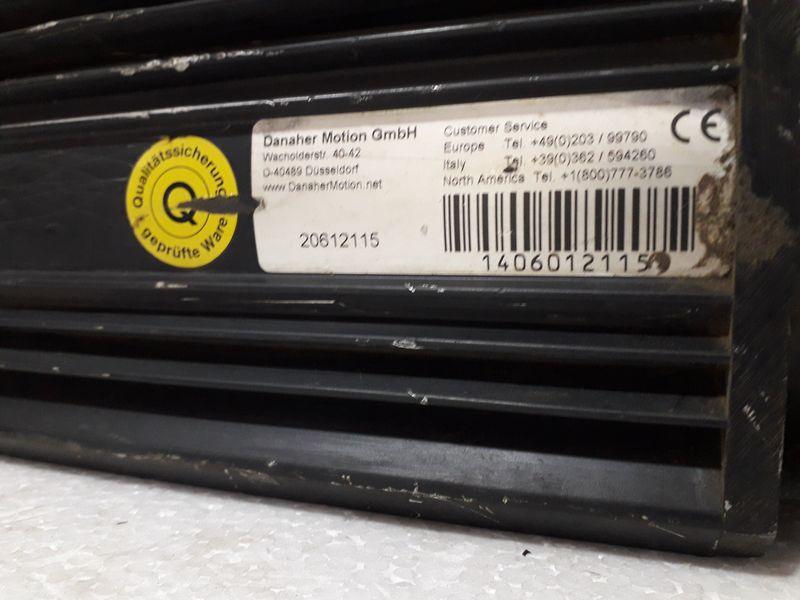 Qualitätssicherung
Q
geprüfte Ware
Danaher Motion GmbH
Wacholderstr. 40-42
D-40489 Düsseldorf
www.DanaherMotion.net
20612115
Customer Service
Europe Tel. +49(0)203 / 99790
Italy Tel. +39(0)362 / 594260
North America Tel. +1(800)777-3786
CE
1406012115